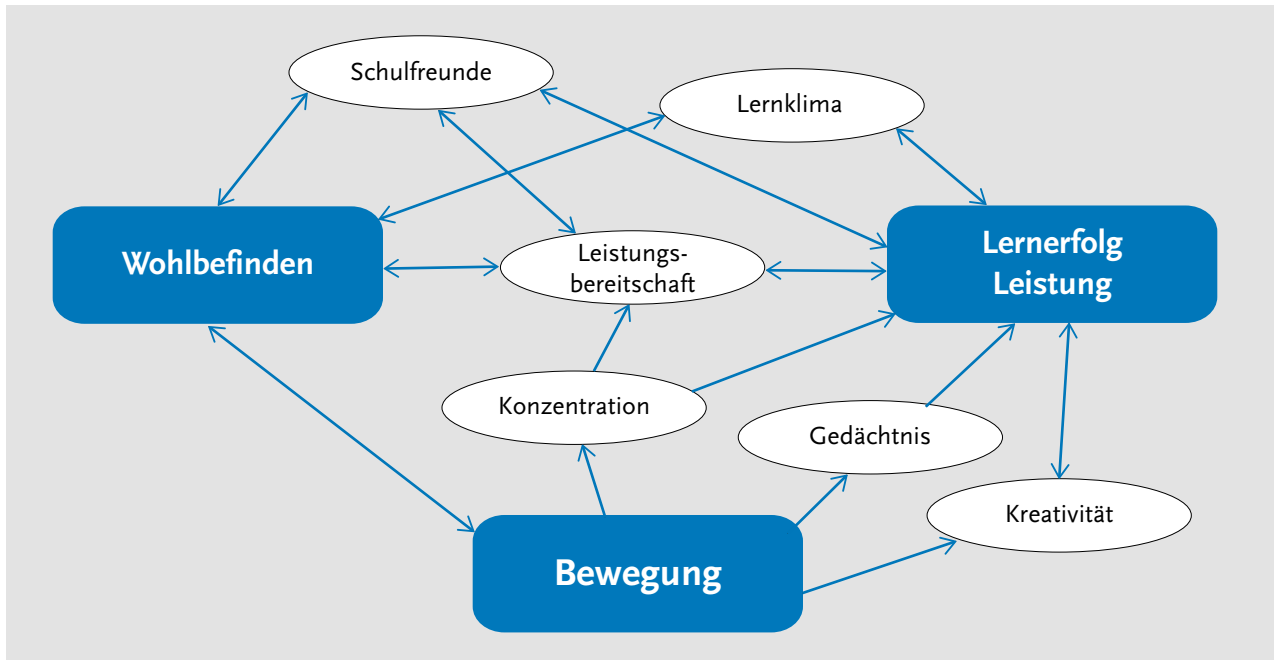 Schulfreunde
Lernklima
Wohlbefinden
Leistungs-
bereitschaft
Lernerfolg
Leistung
Konzentration
Gedächtnis
Kreativität
Bewegung